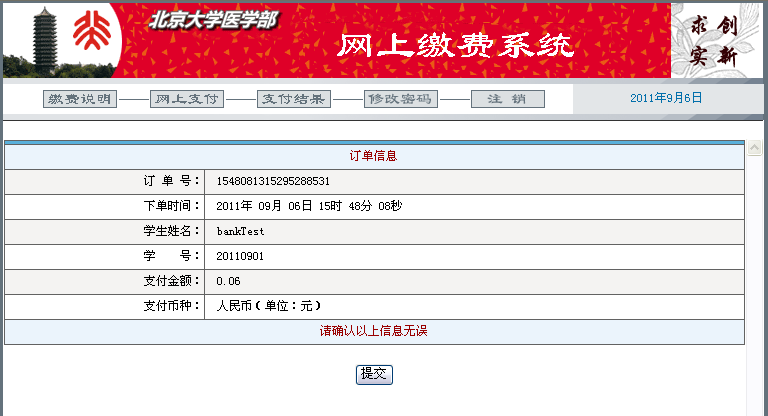 北京大学医学部
网上缴费系统
求实
创新
缴费说明 网上支付 支付结果 修改密码 注 销 2011年9月6日
订单信息
订 单 号： 1548081315295288531
下单时间： 2011年 09月 06日 15时 48分 08秒
学生姓名： bankTest
学 号： 20110901
支付金额： 0.06
支付币种： 人民币（单位：元）
请确认以上信息无误
提交